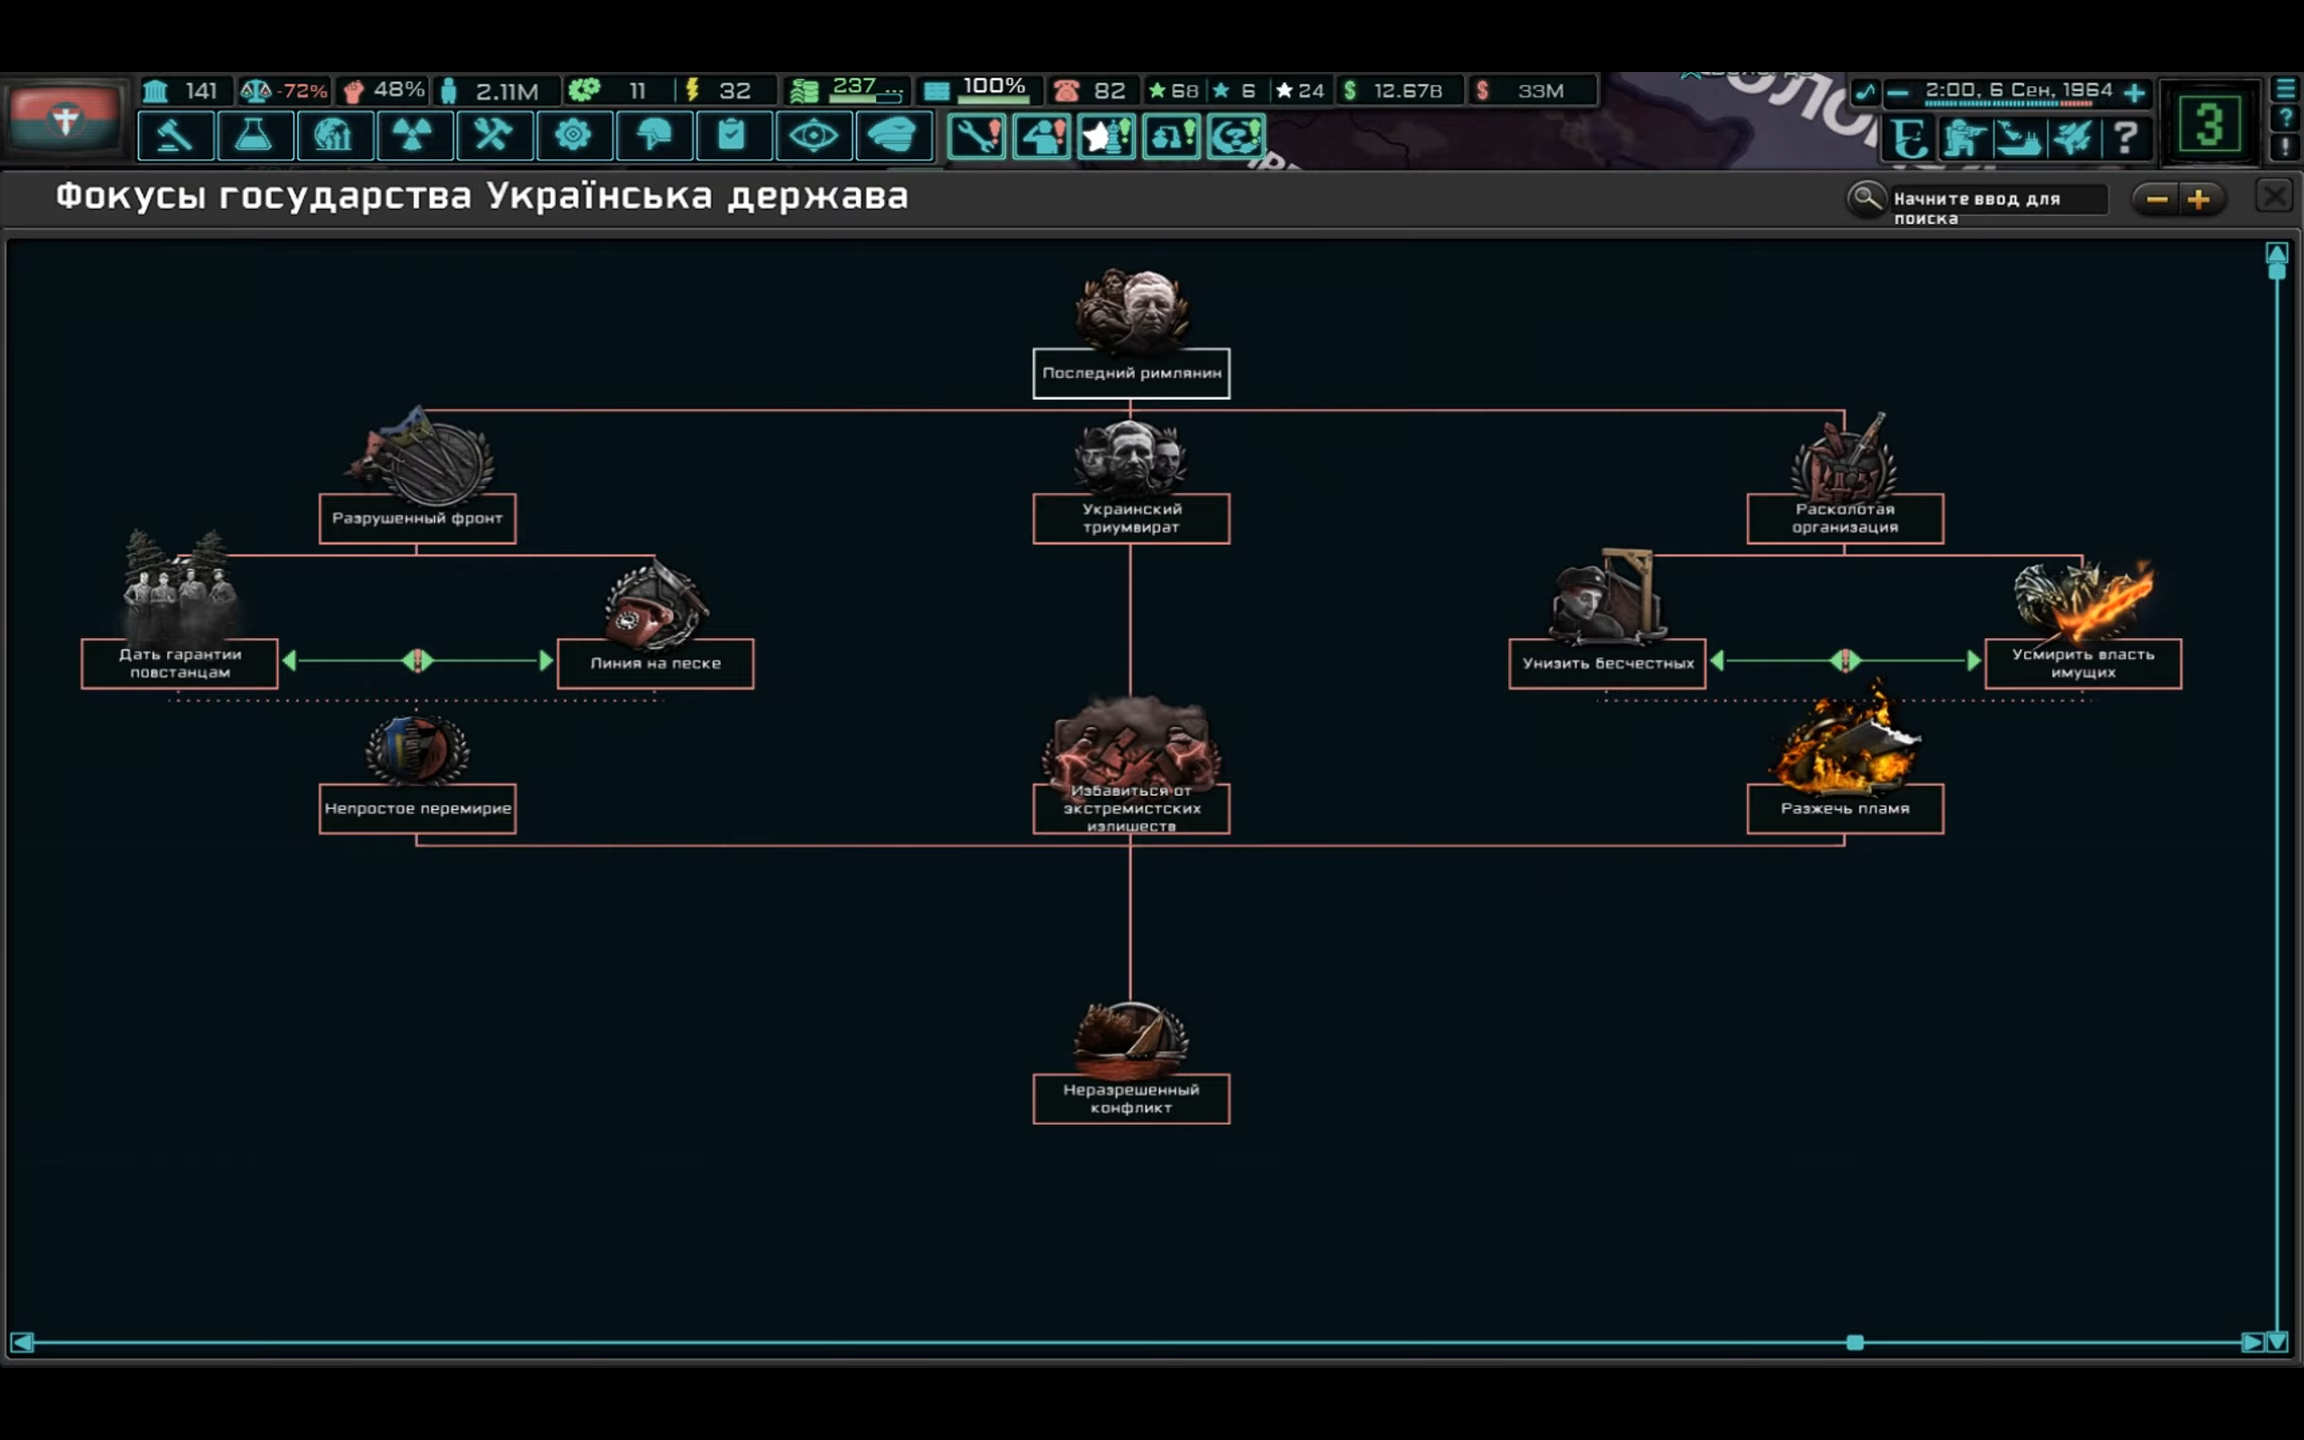 141
-72%
48%
2.11M
11
32
237 ...
100%
82
68
6
24
$ 12.67B
$ 33M
2:00, 6 Сен, 1964
3
Фокусы государства Українська держава
Начните ввод для
поиска
Последний римлянин
Разрушенный фронт
Украинский
триумвират
Расколотая
организация
Дать гарантии
повстанцам
Линия на песке
Унизить бесчестных
Усмирить власть
имущих
Непростое перемирие
Избавиться от
экстремистских
излишеств
Разжечь пламя
Неразрешенный
конфликт